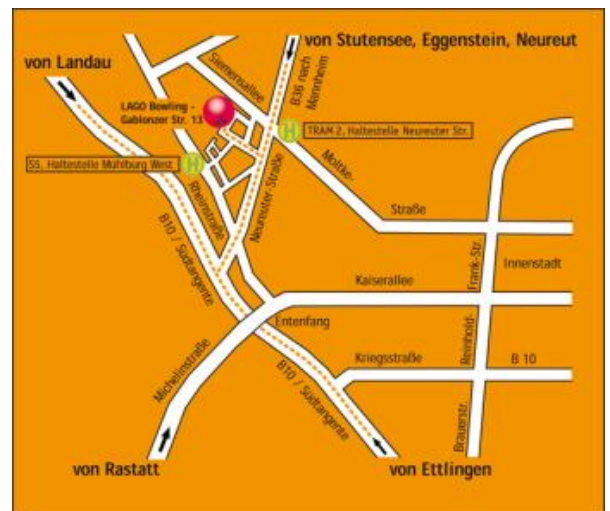 von Stutensee, Eggenstein, Neureut
von Landau
Siemensallee
B36 nach
Mannheim
LAGO Bowling -
Gablonzer Str. 13
TRAM 2, Haltestelle Neureuter Str.
S5, Haltestelle Mühlburg West
Moltke-
Straße
Rheinstraße
Neureuter-Straße
B10 / Südtangente
Frank-Str.
Innenstadt
Kaiserallee
Entenfang
Reinhold-
Kriegsstraße
B 10
Michelinstraße
B10 / Südtangente
Brauerstr.
von Rastatt
von Ettlingen
H
H